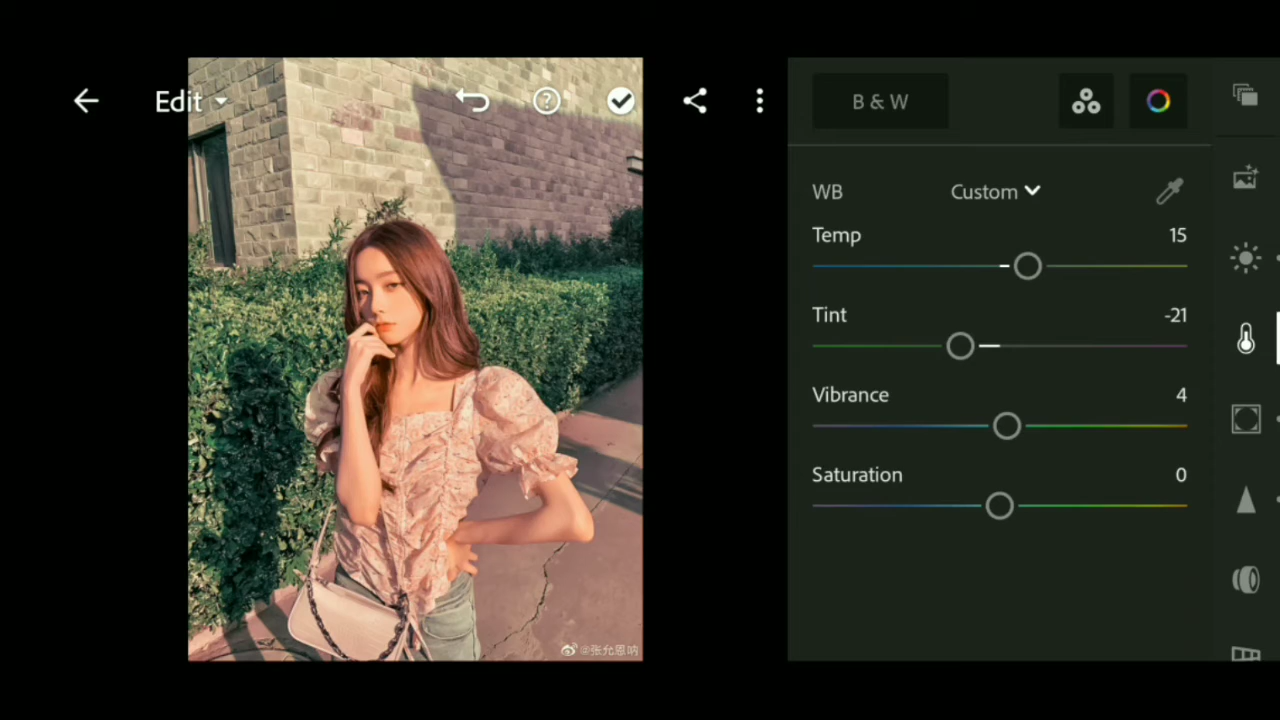 Edit
B & W
WB Custom
Temp 15
Tint -21
Vibrance 4
Saturation 0
@张允恩呐